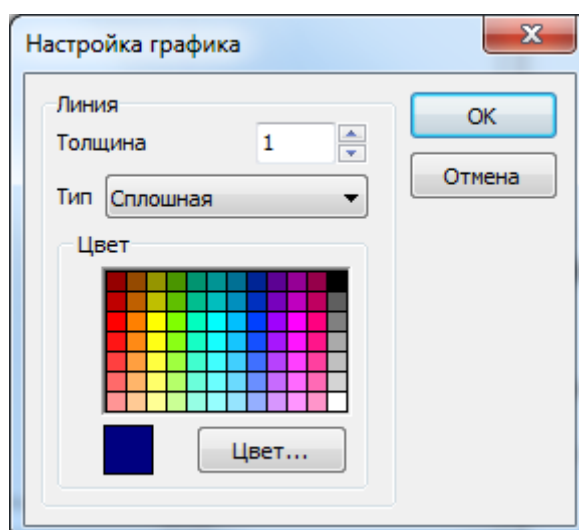 Настройка графика
Линия
Толщина 1
Тип Сплошная
Цвет
Цвет...
OK
Отмена